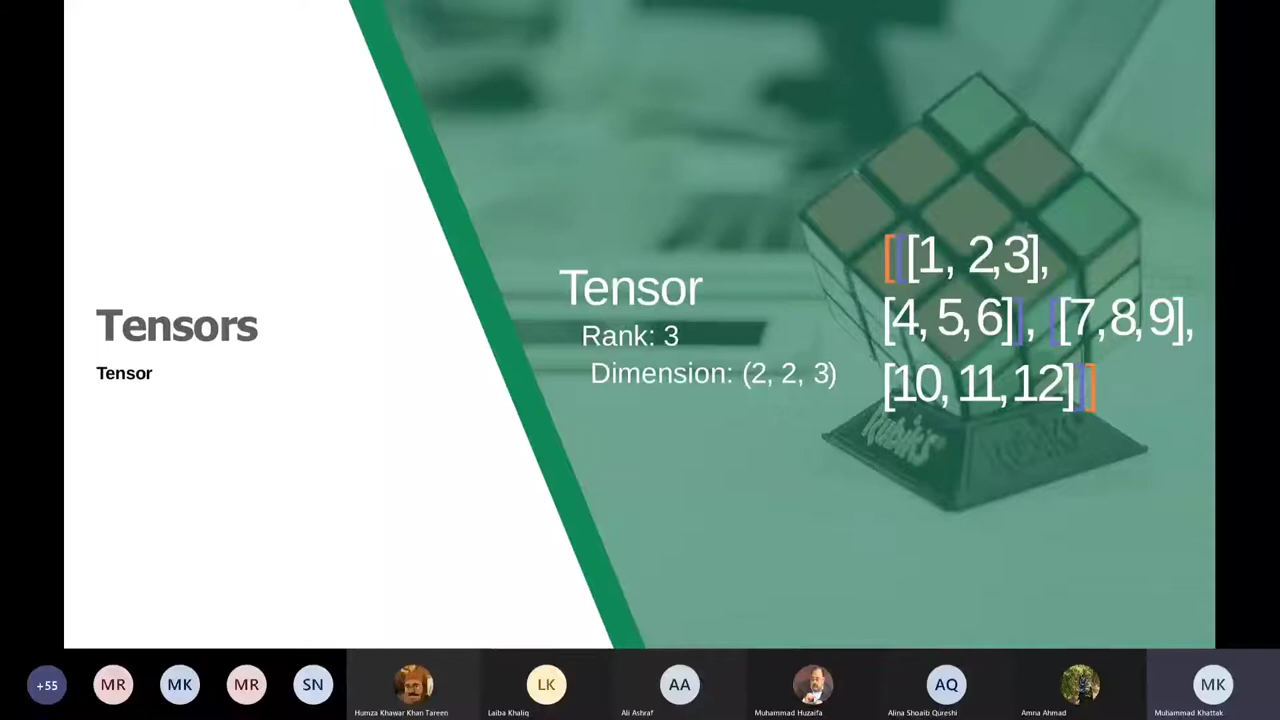 Tensors
Tensor
Tensor
Rank: 3
Dimension: (2, 2, 3)
[[[1, 2,3],
[4, 5,6]], [[7,8,9],
[10, 11,12]]]
Rubik's
+55
MR
MK
MR
SN
Humza Khawar Khan Tareen
LK
Laiba Khaliq
AA
Ali Ashraf
Muhammad Huzaifa
AQ
Alina Shoaib Qureshi
Amna Ahmad
MK
Muhammad Khattak